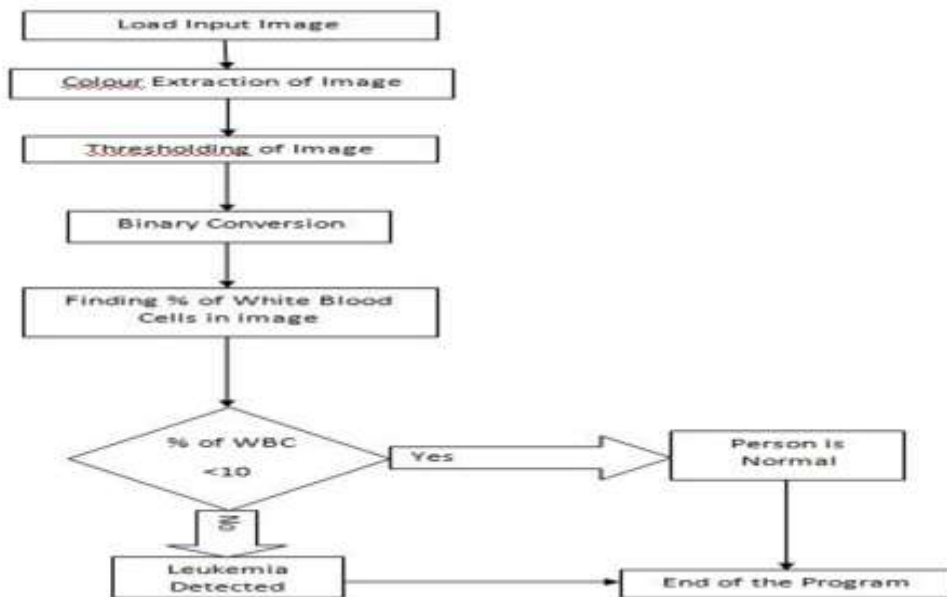 Load Input Image
Colour Extraction of Image
Thresholding of Image
Binary Conversion
Finding % of White Blood
Cells in image
% of WBC
<10
Yes
Person is
Normal
No
Leukemia
Detected
End of the Program